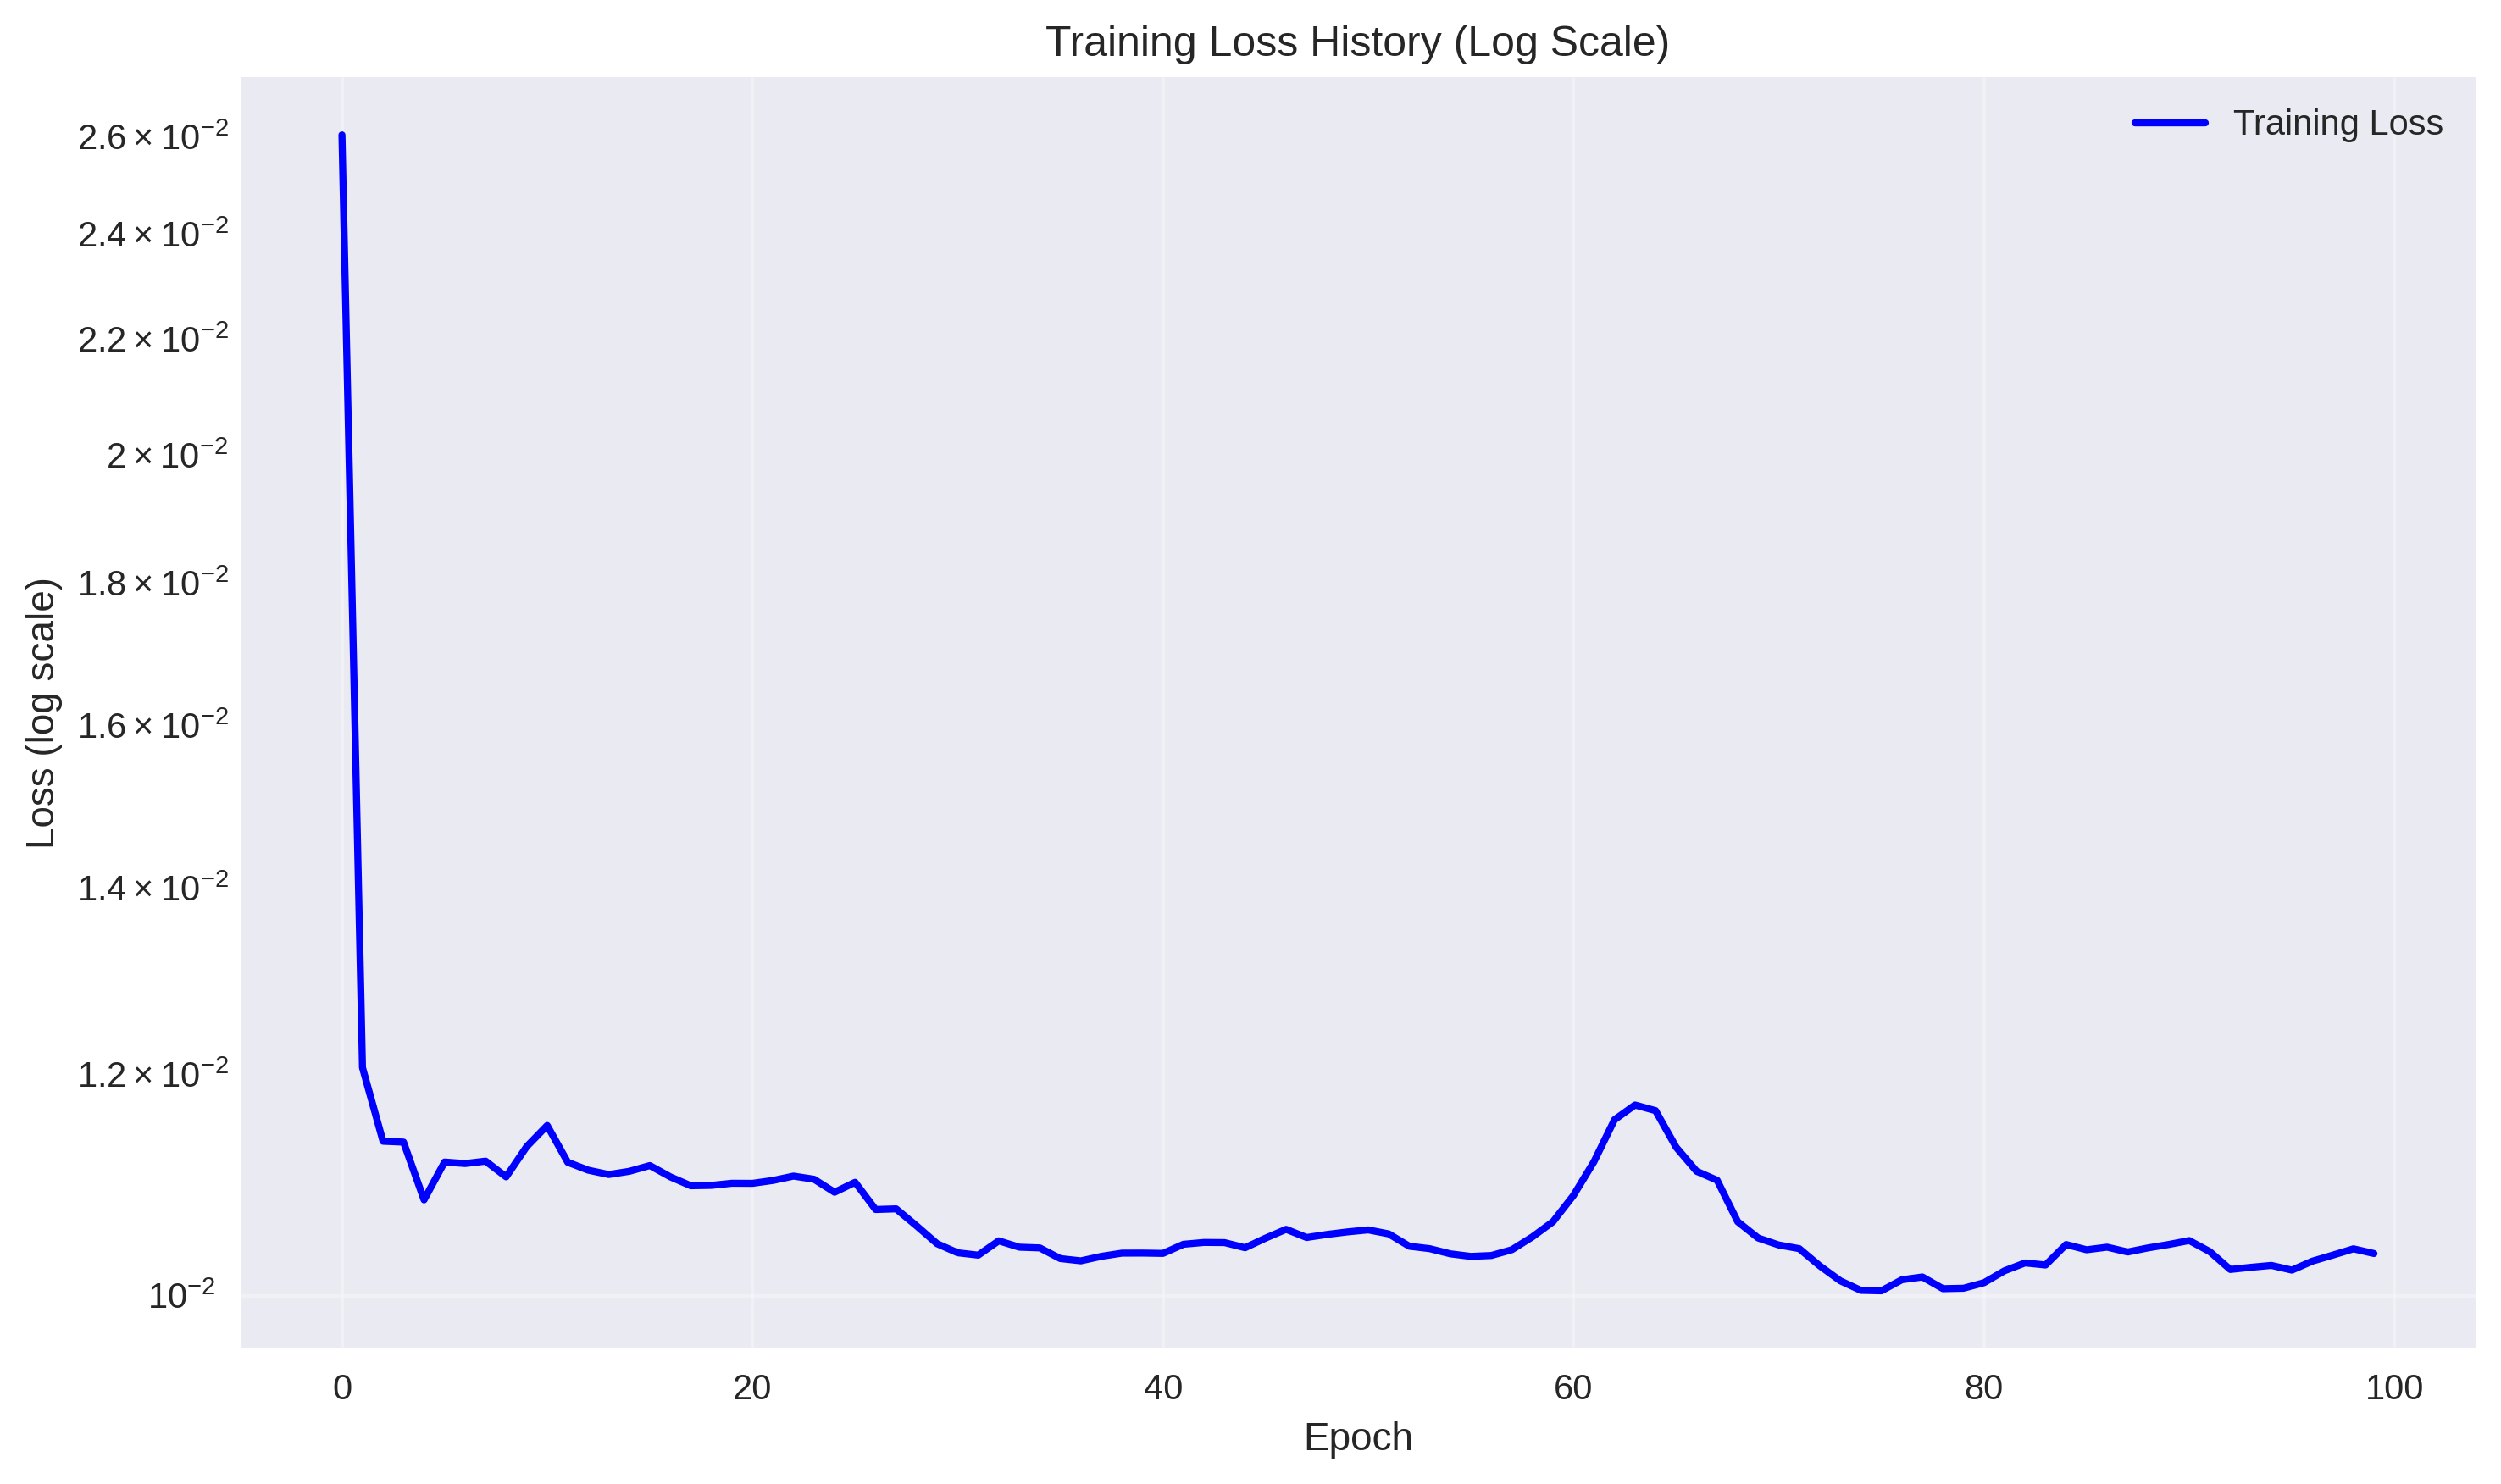 Training Loss History (Log Scale)
Training Loss
Loss (log scale)
2.6 × 10⁻²
2.4 × 10⁻²
2.2 × 10⁻²
2 × 10⁻²
1.8 × 10⁻²
1.6 × 10⁻²
1.4 × 10⁻²
1.2 × 10⁻²
10⁻²
0 20 40 60 80 100
Epoch